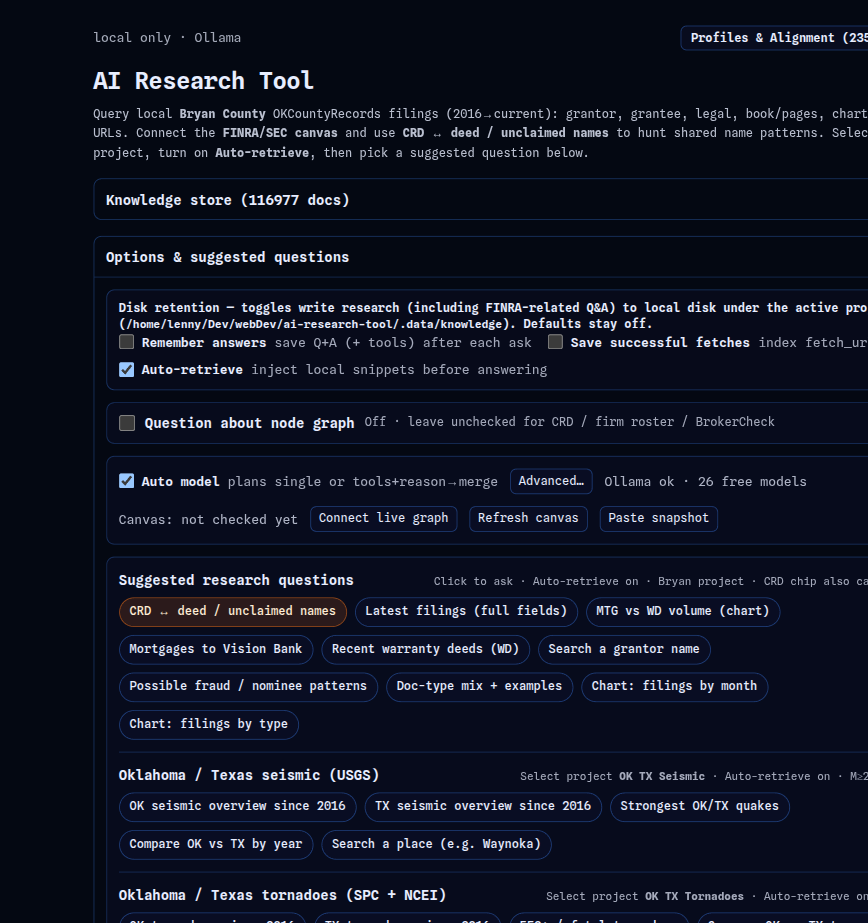 local only · Ollama
Profiles & Alignment (235
AI Research Tool
Query local Bryan County OKCountyRecords filings (2016→current): grantor, grantee, legal, book/pages, chart
URLs. Connect the FINRA/SEC canvas and use CRD ↔ deed / unclaimed names to hunt shared name patterns. Selec
project, turn on Auto-retrieve, then pick a suggested question below.
Knowledge store (116977 docs)
Options & suggested questions
Disk retention — toggles write research (including FINRA-related Q&A) to local disk under the active pro
(/home/lenny/Dev/webDev/ai-research-tool/.data/knowledge). Defaults stay off.
Remember answers save Q+A (+ tools) after each ask Save successful fetches index fetch_ur
Auto-retrieve inject local snippets before answering
Question about node graph Off · leave unchecked for CRD / firm roster / BrokerCheck
Auto model plans single or tools+reason→merge Advanced… Ollama ok · 26 free models
Canvas: not checked yet Connect live graph Refresh canvas Paste snapshot
Suggested research questions Click to ask · Auto-retrieve on · Bryan project · CRD chip also ca
CRD ↔ deed / unclaimed names Latest filings (full fields) MTG vs WD volume (chart)
Mortgages to Vision Bank Recent warranty deeds (WD) Search a grantor name
Possible fraud / nominee patterns Doc-type mix + examples Chart: filings by month
Chart: filings by type
Oklahoma / Texas seismic (USGS) Select project OK TX Seismic · Auto-retrieve on · M≥2
OK seismic overview since 2016 TX seismic overview since 2016 Strongest OK/TX quakes
Compare OK vs TX by year Search a place (e.g. Waynoka)
Oklahoma / Texas tornadoes (SPC + NCEI) Select project OK TX Tornadoes · Auto-retrieve on